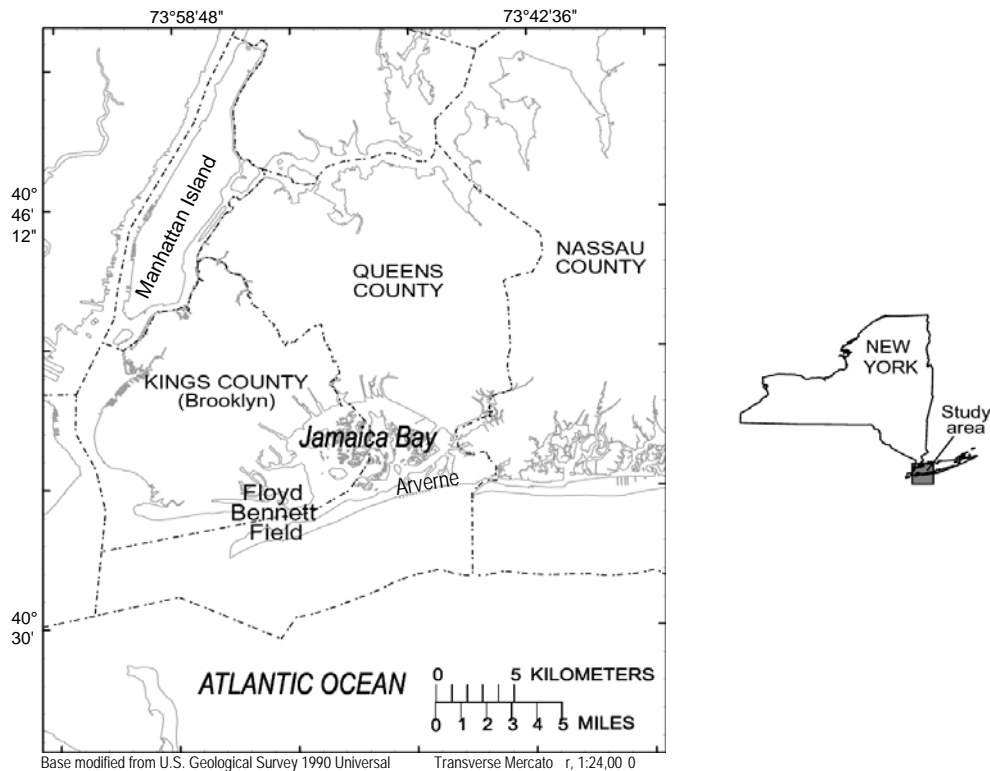 73°58'48"
73°42'36"
40°
46'
12"
Manhattan Island
QUEENS
COUNTY
NASSAU
COUNTY
KINGS COUNTY
(Brooklyn)
Jamaica Bay
Arverne
Floyd
Bennett
Field
40°
30'
ATLANTIC OCEAN
0 5 KILOMETERS
0 1 2 3 4 5 MILES
Base modified from U.S. Geological Survey 1990 Universal Transverse Mercato r, 1:24,00 0
NEW
YORK
Study
area